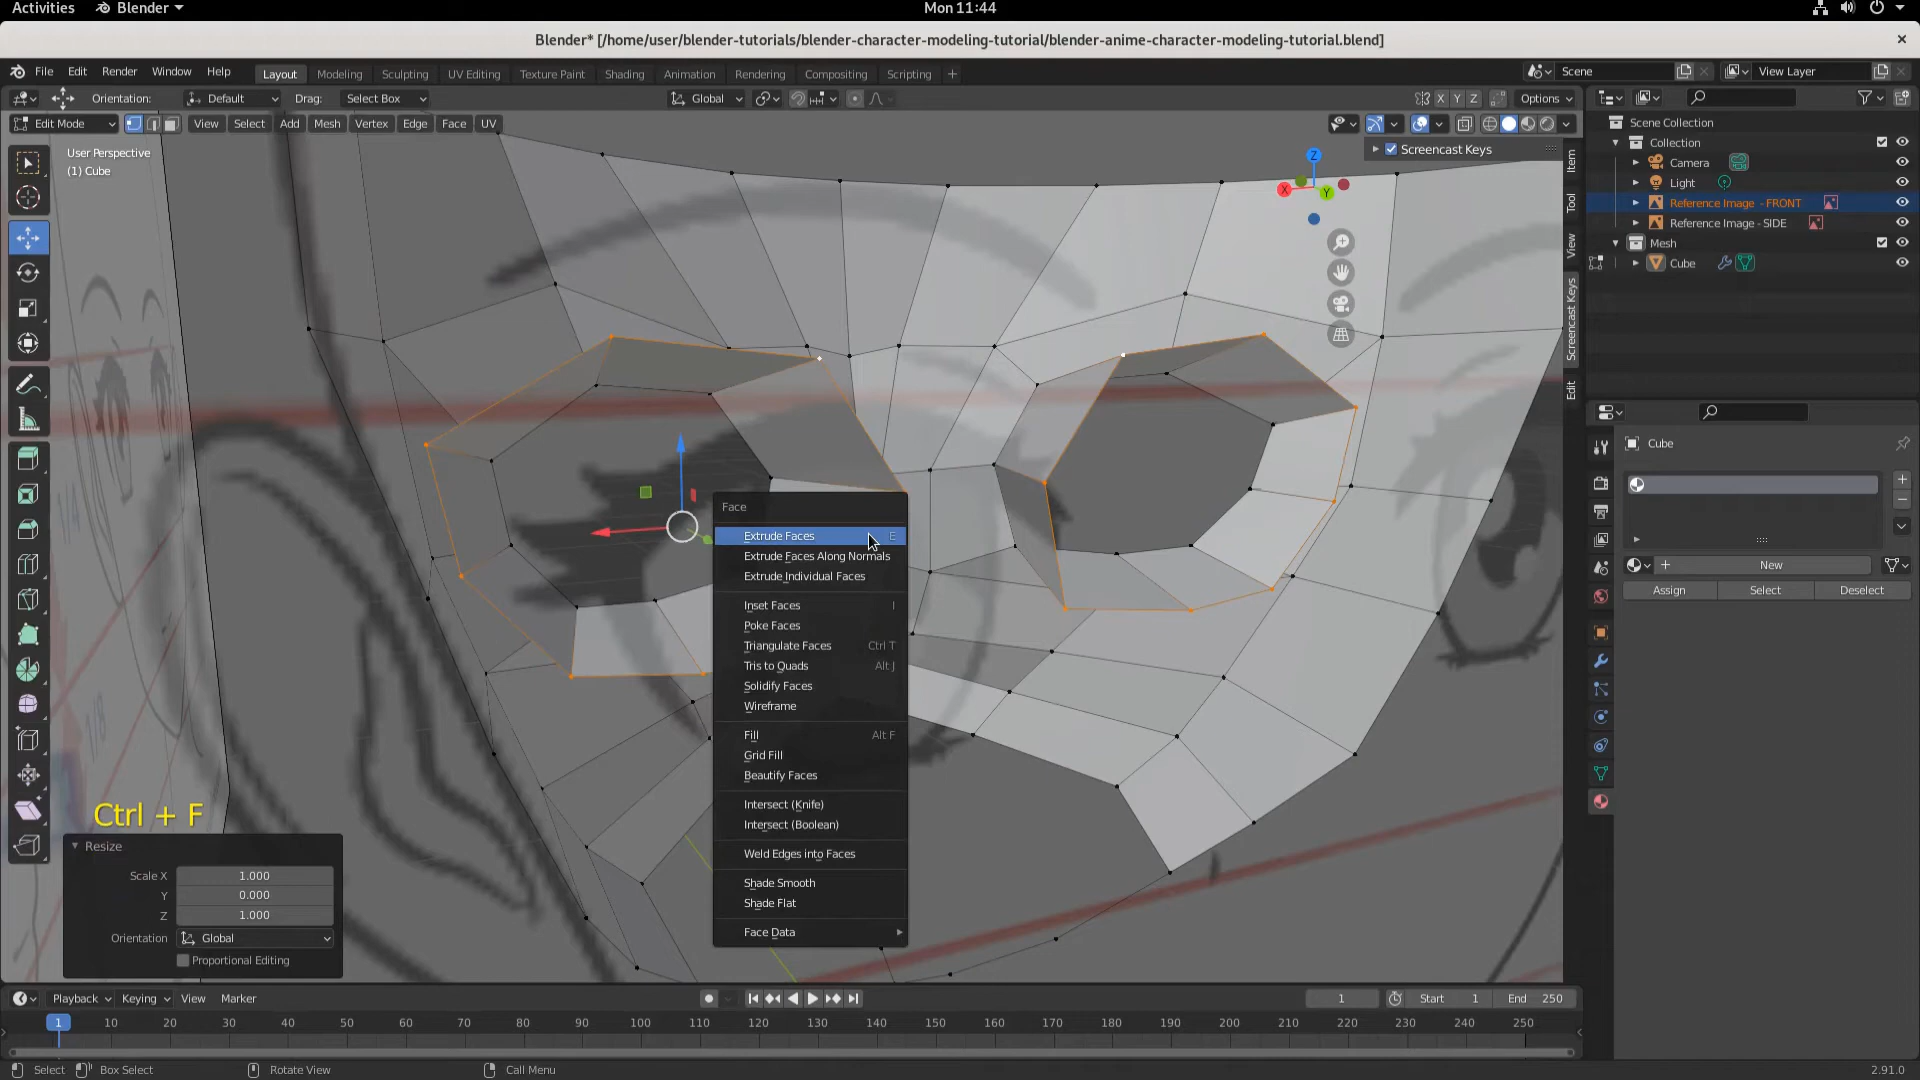 Activities Blender Mon 11:44
Blender* [/home/user/blender-tutorials/blender-character-modeling-tutorial/blender-anime-character-modeling-tutorial.blend]
File Edit Render Window Help Layout Modeling Sculpting UV Editing Texture Paint Shading Animation Rendering Compositing Scripting + Scene View Layer
Orientation: Default Drag: Select Box Global X Y Z Options
Edit Mode View Select Add Mesh Vertex Edge Face UV
User Perspective
(1) Cube
Screencast Keys
Z
X
Y
Item
Tool
View
Screencast Keys
Edit
Scene Collection
Collection
Camera
Light
Reference Image - FRONT
Reference Image - SIDE
Mesh
Cube
Cube
+ New
Assign Select Deselect
Face
Extrude Faces E
Extrude Faces Along Normals
Extrude Individual Faces
Inset Faces I
Poke Faces
Triangulate Faces Ctrl T
Tris to Quads Alt J
Solidify Faces
Wireframe
Fill Alt F
Grid Fill
Beautify Faces
Intersect (Knife)
Intersect (Boolean)
Weld Edges into Faces
Shade Smooth
Shade Flat
Face Data
Ctrl + F
Resize
Scale X 1.000
Y 0.000
Z 1.000
Orientation Global
Proportional Editing
Playback Keying View Marker 1 Start 1 End 250
1 10 20 30 40 50 60 70 80 90 100 110 120 130 140 150 160 170 180 190 200 210 220 230 240 250
Select Box Select Rotate View Call Menu 2.91.0